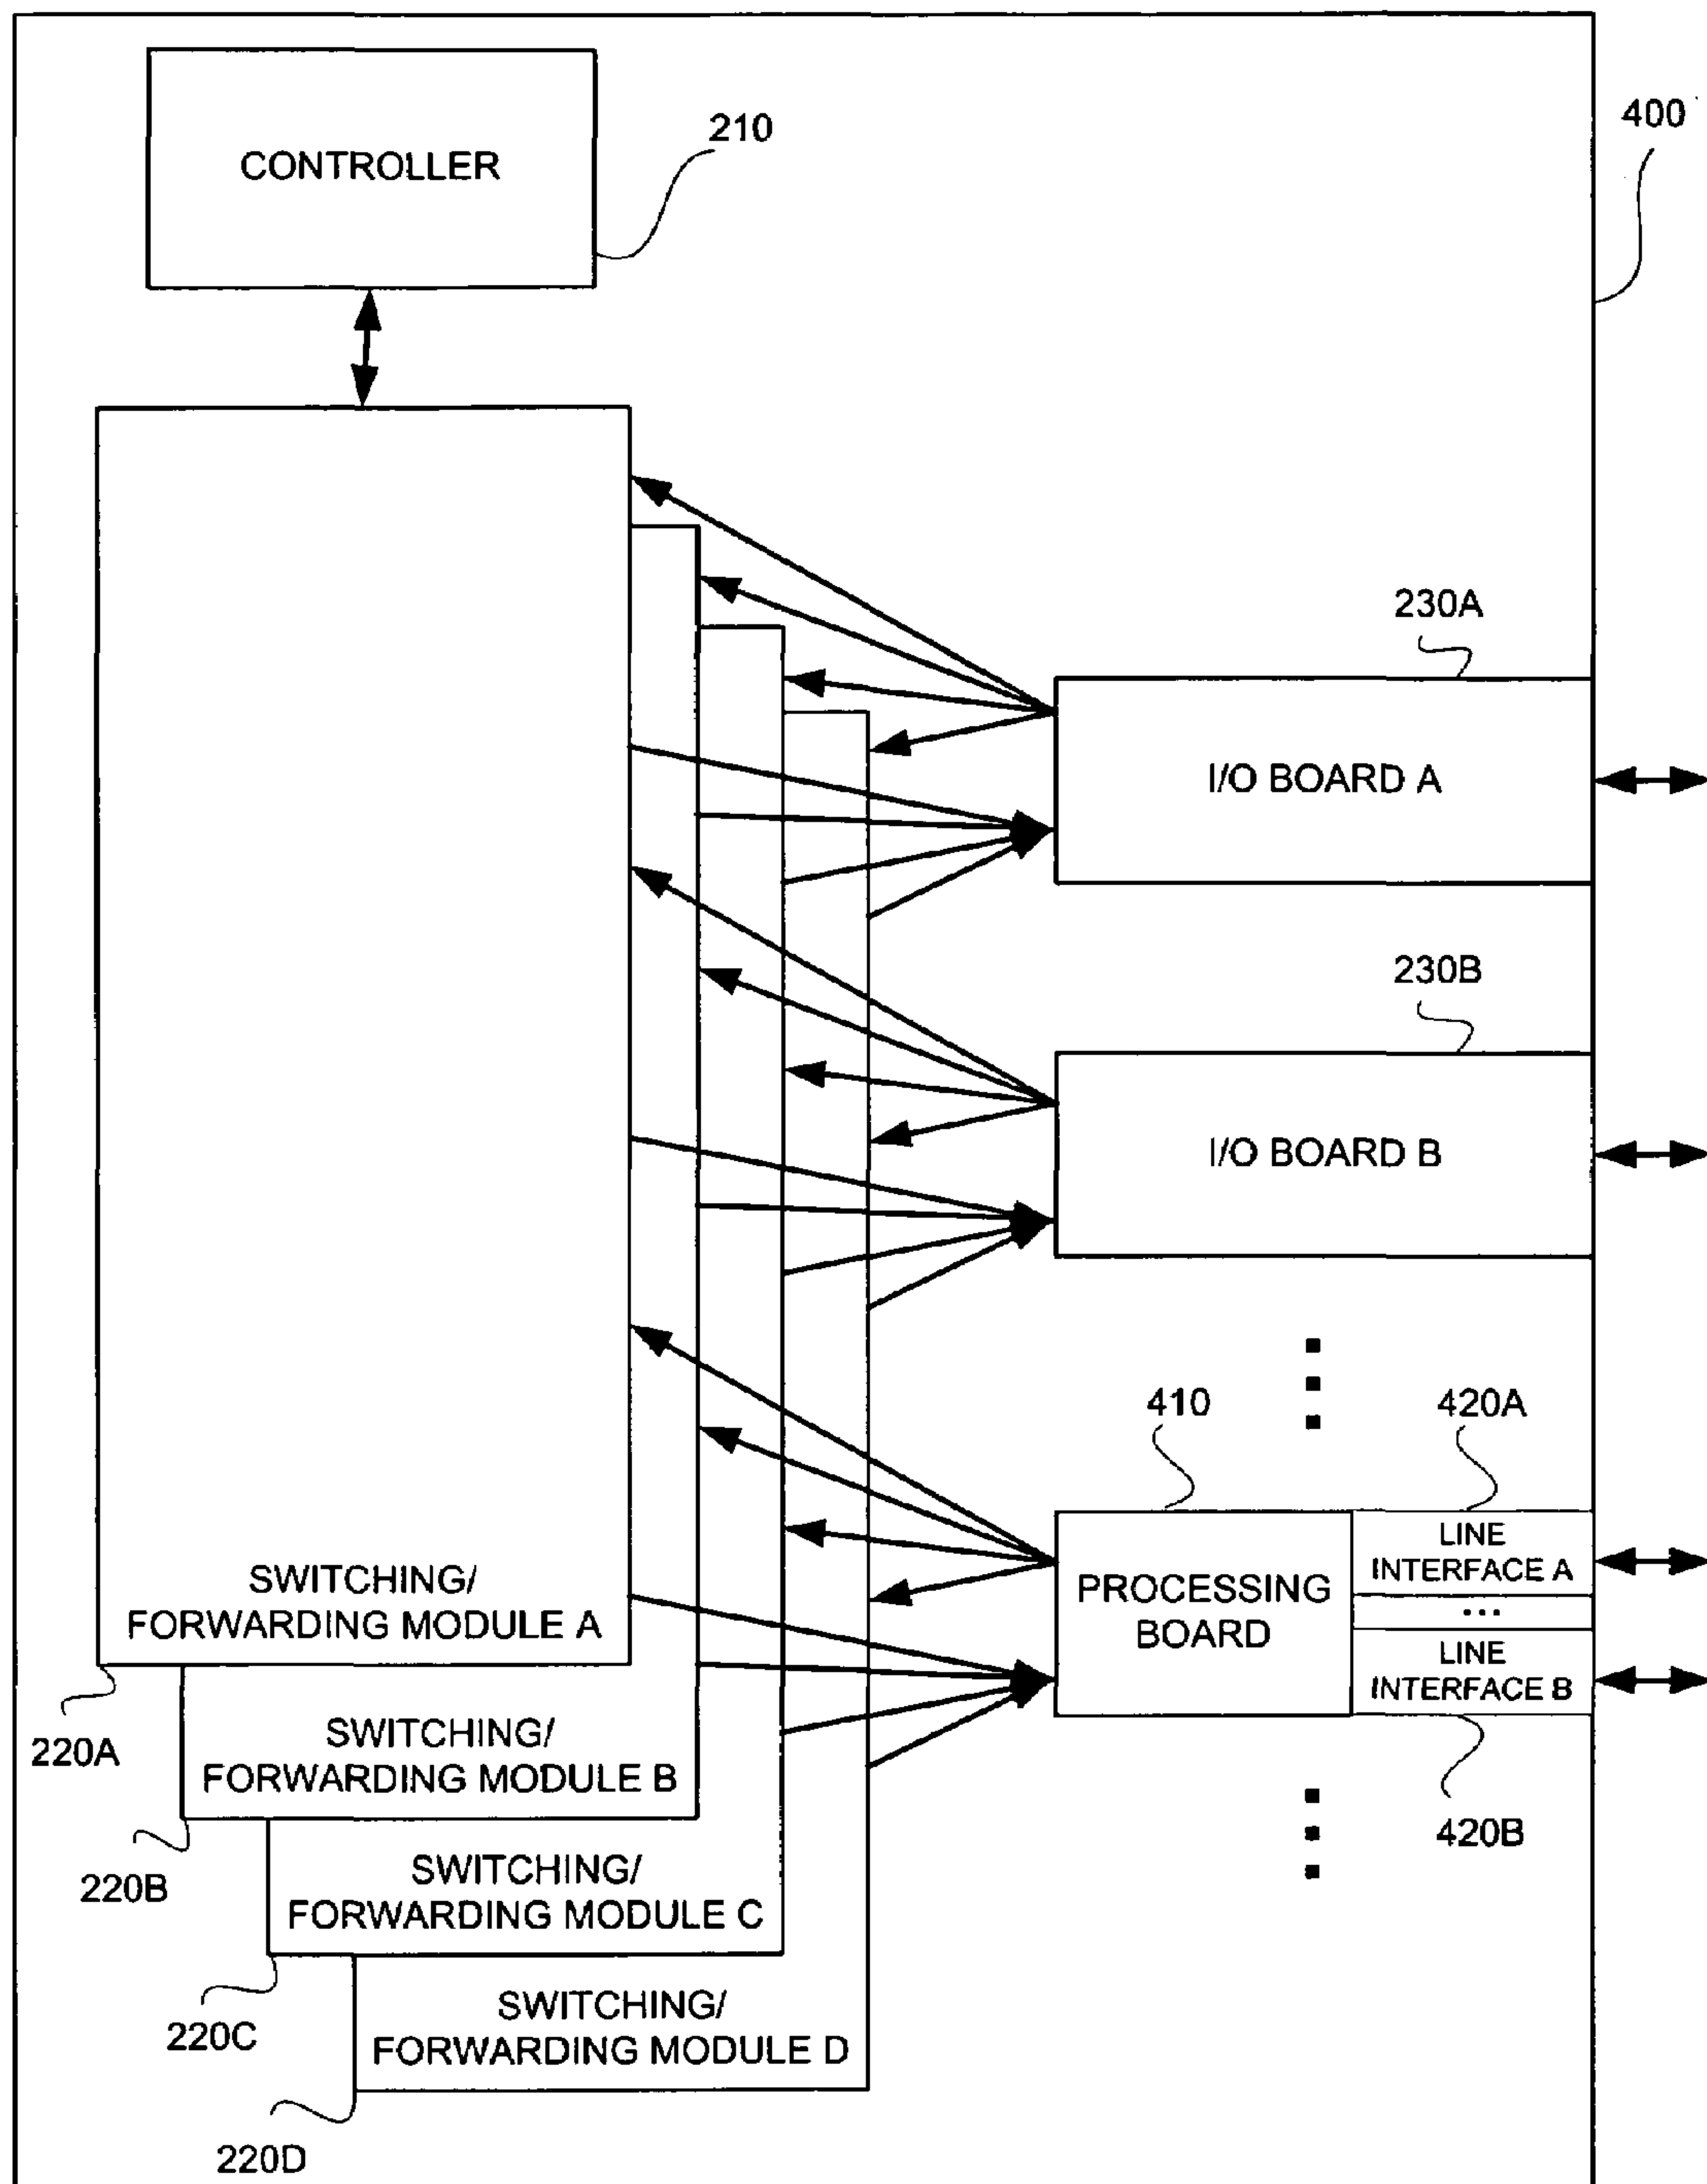 400
210
CONTROLLER
230A
I/O BOARD A
230B
I/O BOARD B
410
420A
LINE
INTERFACE A
...
PROCESSING
BOARD
LINE
INTERFACE B
420B
SWITCHING/
FORWARDING MODULE A
220A
SWITCHING/
FORWARDING MODULE B
220B
SWITCHING/
FORWARDING MODULE C
220C
SWITCHING/
FORWARDING MODULE D
220D